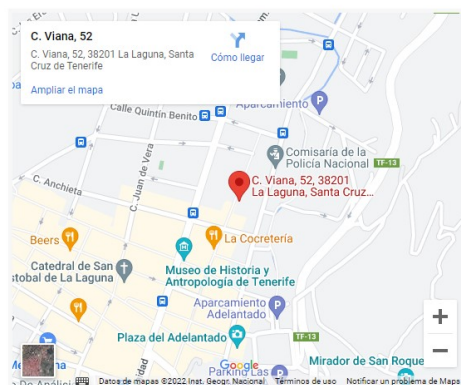 C. Viana, 52
C. Viana, 52, 38201 La Laguna, Santa
Cruz de Tenerife
Cómo llegar
Ampliar el mapa
Calle Quintín Benito
Aparcamiento
P
Comisaría de la
Policía Nacional
TF-13
C. Juan de Vera
C. Anchieta
C. Viana, 52, 38201
La Laguna, Santa Cruz...
Beers
La Cocretería
Catedral de San
stobal de La Laguna
Museo de Historia y
Antropología de Tenerife
Aparcamiento
Adelantado
P
Plaza del Adelantado
TF-13
+
−
Google
Parking Las
P
Mirador de San Roque
Datos de mapas ©2022 Inst. Geogr. Nacional
Términos de uso
Notificar un problema de Maps